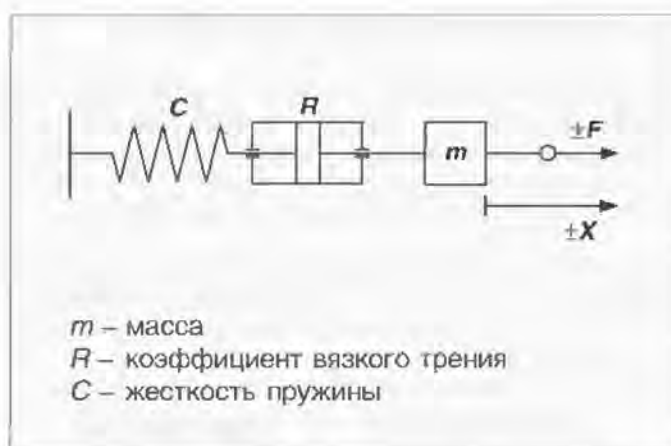 C
R
m
±F
±X
m – масса
R – коэффициент вязкого трения
C – жесткость пружины